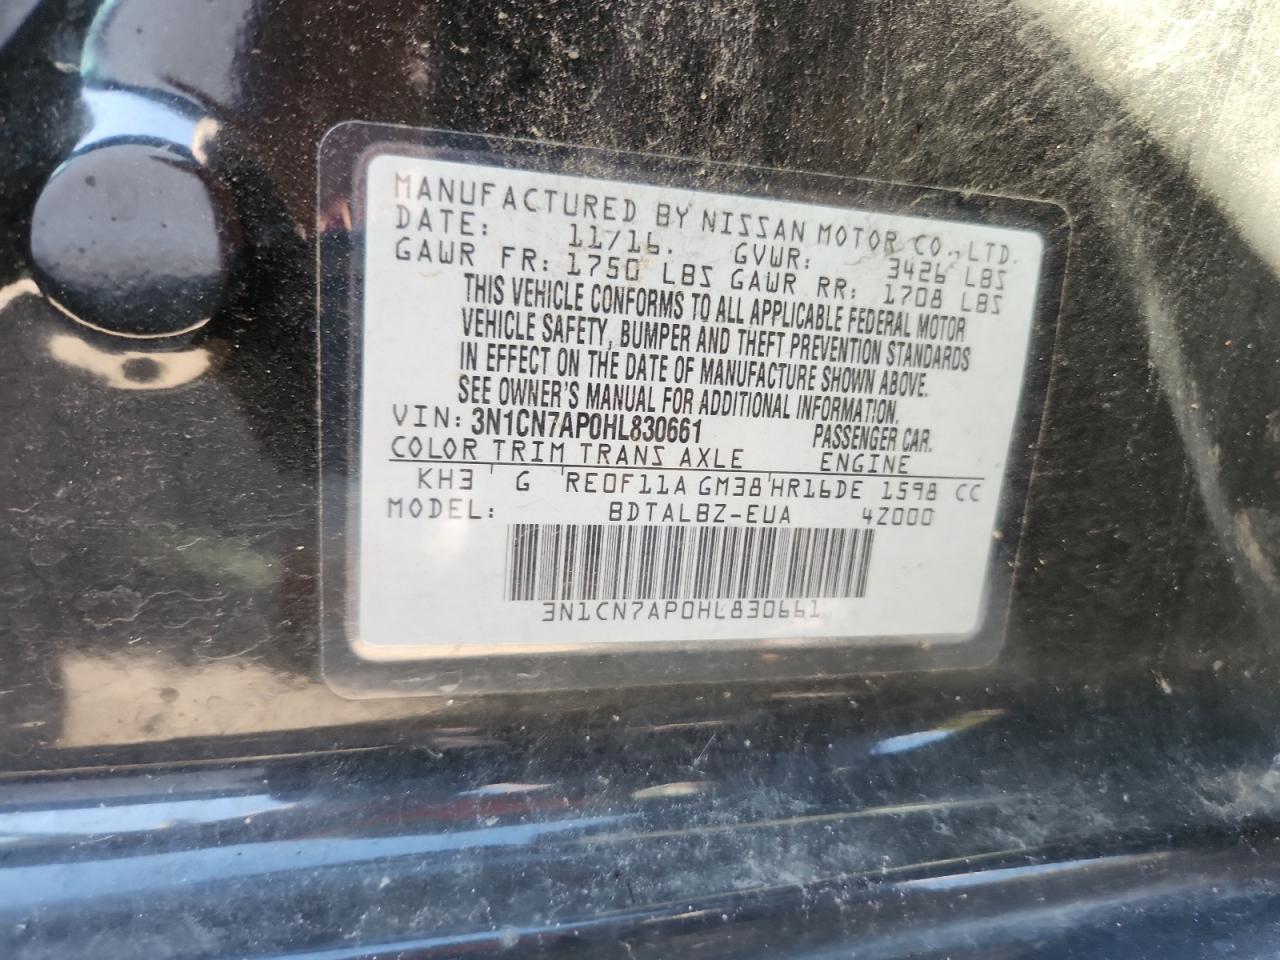 MANUFACTURED BY NISSAN MOTOR CO.,LTD.
DATE: 11/16. GVWR: 3426 LBS
GAWR FR: 1750 LBS GAWR RR: 1708 LBS
THIS VEHICLE CONFORMS TO ALL APPLICABLE FEDERAL MOTOR
VEHICLE SAFETY, BUMPER AND THEFT PREVENTION STANDARDS
IN EFFECT ON THE DATE OF MANUFACTURE SHOWN ABOVE.
SEE OWNER'S MANUAL FOR ADDITIONAL INFORMATION.
VIN: 3N1CN7AP0HL830661 PASSENGER CAR.
COLOR TRIM TRANS AXLE ENGINE
KH3 G RE0F11A GM38 HR16DE 1598 CC
MODEL: BDTALBZ-EUA 4Z000
3N1CN7AP0HL830661